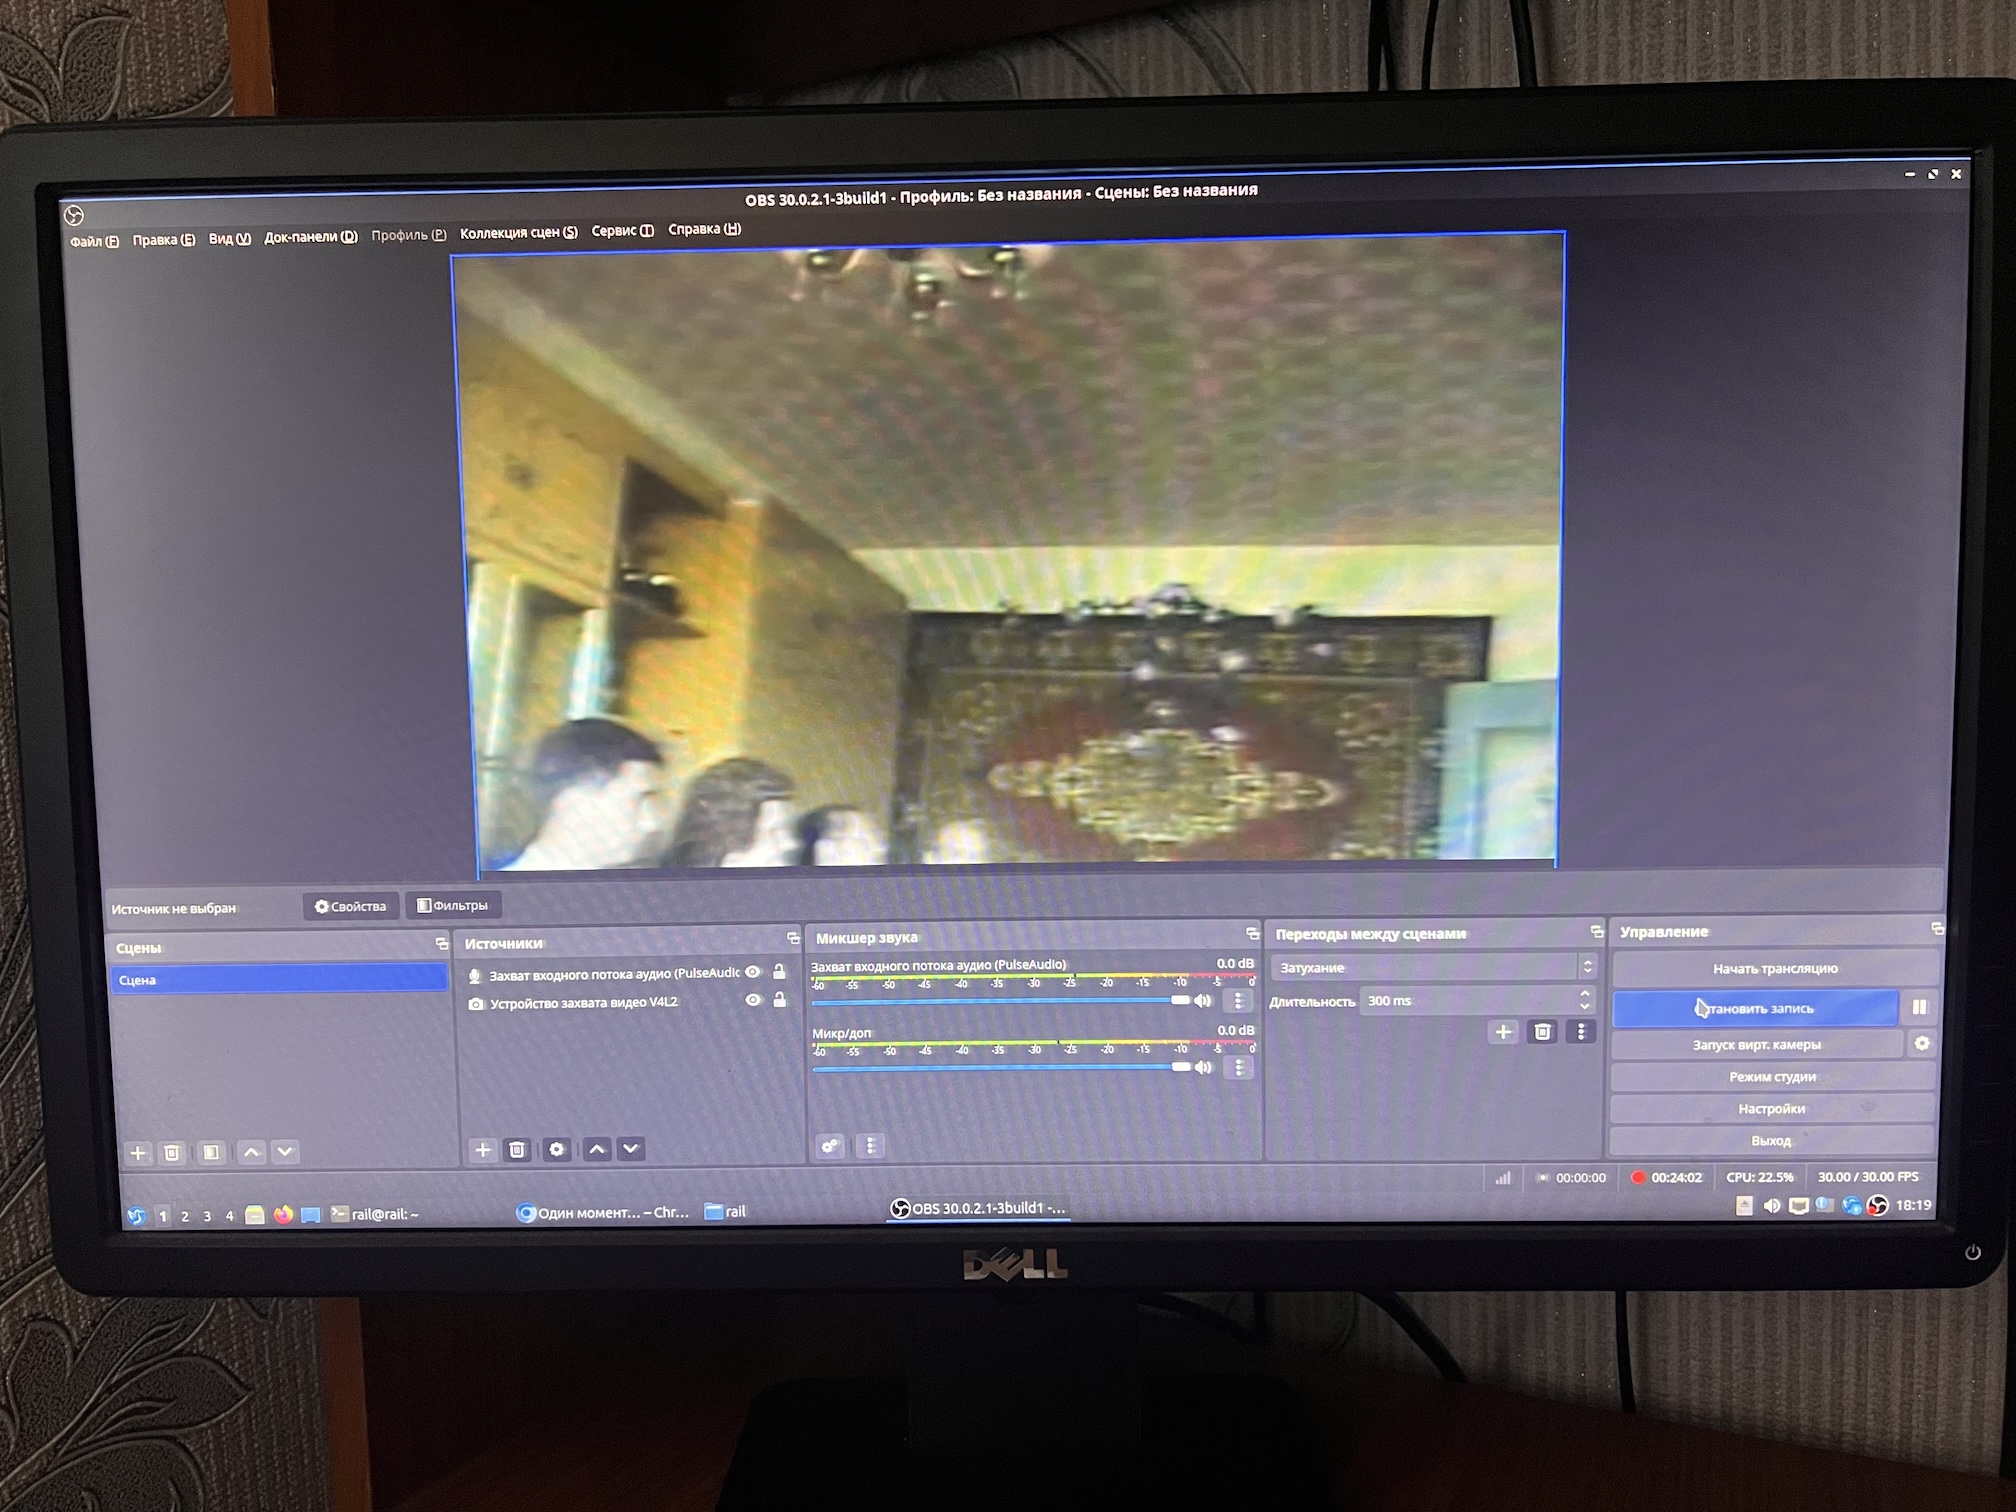 OBS 30.0.2.1-3build1 - Профиль: Без названия - Сцены: Без названия
Файл (F) Правка (E) Вид (V) Док-панели (D) Профиль (P) Коллекция сцен (S) Сервис (T) Справка (H)
Источник не выбран Свойства Фильтры
Сцены
Сцена
Источники
Захват входного потока аудио (PulseAudic
Устройство захвата видео V4L2
Микшер звука
Захват входного потока аудио (PulseAudio) 0.0 dB
-60 -55 -50 -45 -40 -35 -30 -25 -20 -15 -10 -5 0
Микр/доп 0.0 dB
-60 -55 -50 -45 -40 -35 -30 -25 -20 -15 -10 -5 0
Переходы между сценами
Затухание
Длительность 300 ms
Управление
Начать трансляцию
тановить запись
Запуск вирт. камеры
Режим студии
Настройки
Выход
00:00:00 00:24:02 CPU: 22.5% 30.00 / 30.00 FPS
1 2 3 4 rail@rail: ~ Один момент... – Chr... rail OBS 30.0.2.1-3build1 -... 18:19
DELL